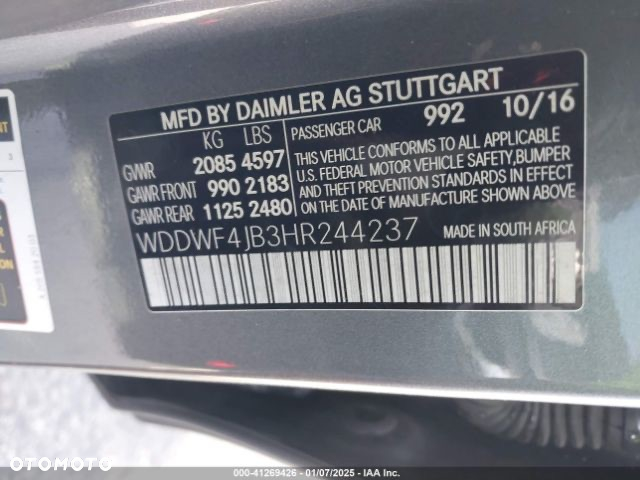 MFD BY DAIMLER AG STUTTGART
KG LBS
GVWR 2085 4597
GAWR FRONT 990 2183
GAWR REAR 1125 2480
PASSENGER CAR 992 10/16
THIS VEHICLE CONFORMS TO ALL APPLICABLE
U.S. FEDERAL MOTOR VEHICLE SAFETY, BUMPER
AND THEFT PREVENTION STANDARDS IN EFFECT
ON THE DATE OF MANUFACTURE SHOWN ABOVE.
WDDWF4JB3HR244237 MADE IN SOUTH AFRICA
otomoto
000-41269426 - 01/07/2025 - IAA Inc.